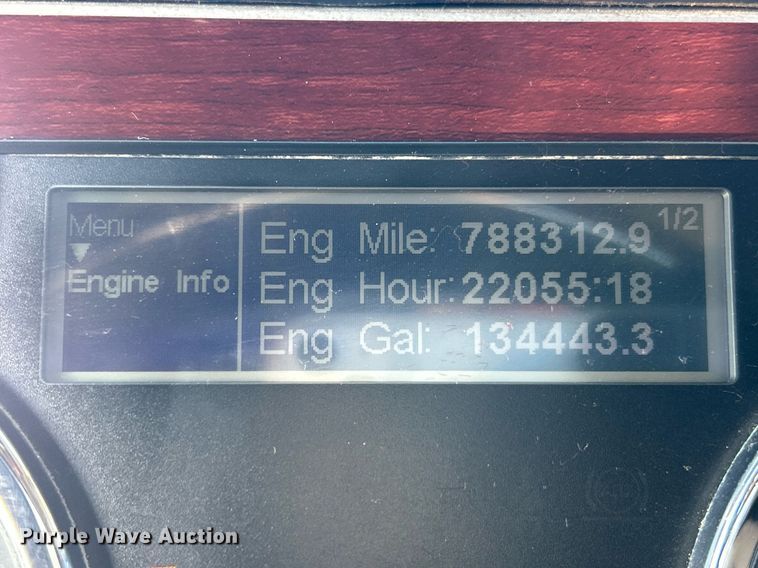 Menu
Engine Info
1/2
Eng Mile: 788312.9
Eng Hour: 22055:18
Eng Gal: 134443.3
Purple Wave Auction